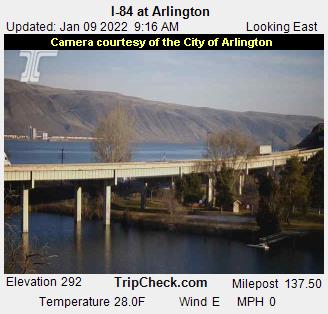 I-84 at Arlington
Updated: Jan 09 2022 9:16 AM Looking East
Camera courtesy of the City of Arlington
Elevation 292 TripCheck.com Milepost 137.50
Temperature 28.0F Wind E MPH 0